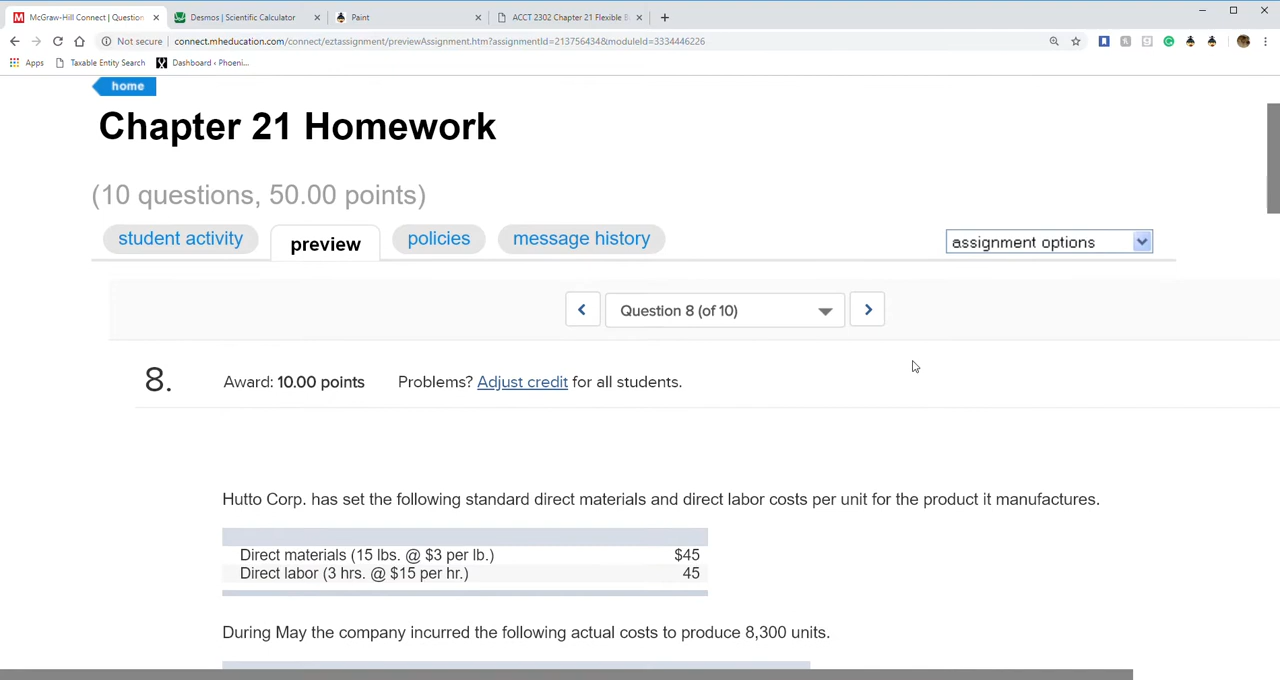 McGraw-Hill Connect | Question
Desmos | Scientific Calculator
Paint
ACCT 2302 Chapter 21 Flexible
Not secure | connect.mheducation.com/connect/eztassignment/previewAssignment.htm?assignmentId=213756434&moduleId=3334446226
Apps
Taxable Entity Search
Dashboard ‹ Phoeni...
home
Chapter 21 Homework
(10 questions, 50.00 points)
student activity
preview
policies
message history
assignment options
Question 8 (of 10)
8.
Award: 10.00 points
Problems? Adjust credit for all students.
Hutto Corp. has set the following standard direct materials and direct labor costs per unit for the product it manufactures.
Direct materials (15 lbs. @ $3 per lb.) $45
Direct labor (3 hrs. @ $15 per hr.) 45
During May the company incurred the following actual costs to produce 8,300 units.